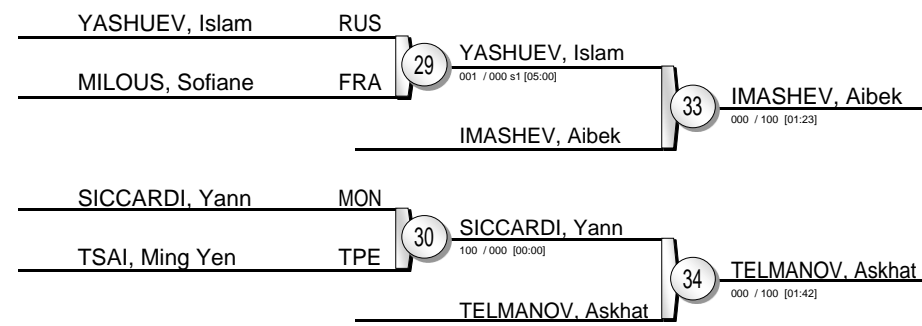 YASHUEV, Islam RUS
MILOUS, Sofiane FRA
29
YASHUEV, Islam
001 / 000 s1 [05:00]
IMASHEV, Aibek
33
IMASHEV, Aibek
000 / 100 [01:23]
SICCARDI, Yann MON
TSAI, Ming Yen TPE
30
SICCARDI, Yann
100 / 000 [00:00]
TELMANOV, Askhat
34
TELMANOV, Askhat
000 / 100 [01:42]